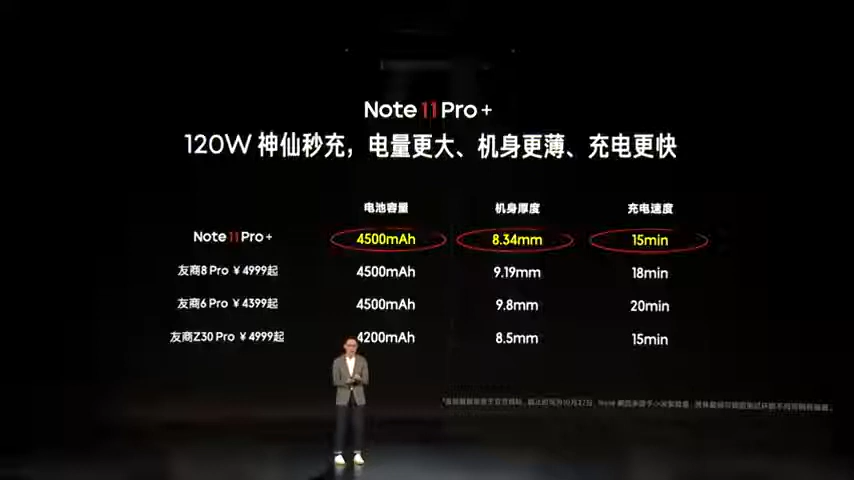 Note 11 Pro+
120W 神仙秒充，电量更大、机身更薄、充电更快
电池容量 机身厚度 充电速度
Note 11 Pro+ 4500mAh 8.34mm 15min
友商8 Pro ￥4999起 4500mAh 9.19mm 18min
友商6 Pro ￥4399起 4500mAh 9.8mm 20min
友商Z30 Pro ￥4999起 4200mAh 8.5mm 15min